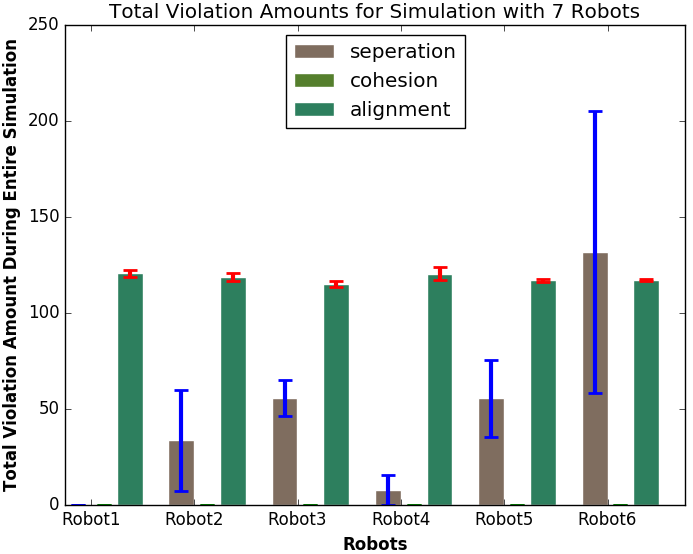 Total Violation Amounts for Simulation with 7 Robots
seperation
cohesion
alignment
Total Violation Amount During Entire Simulation
250
200
150
100
50
0
Robot1 Robot2 Robot3 Robot4 Robot5 Robot6
Robots